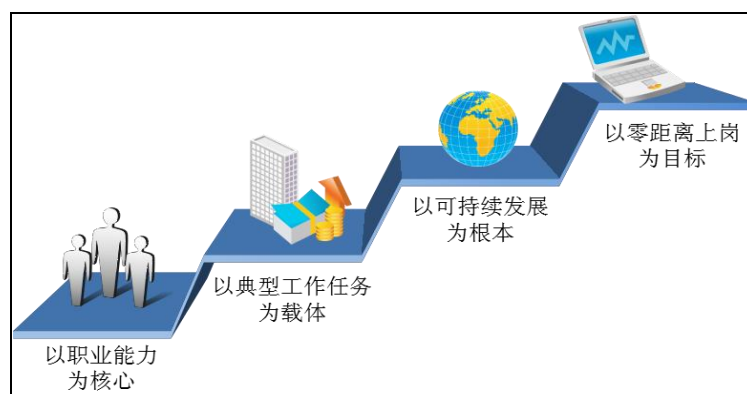 以职业能力
为核心
以典型工作任务
为载体
以可持续发展
为根本
以零距离上岗
为目标